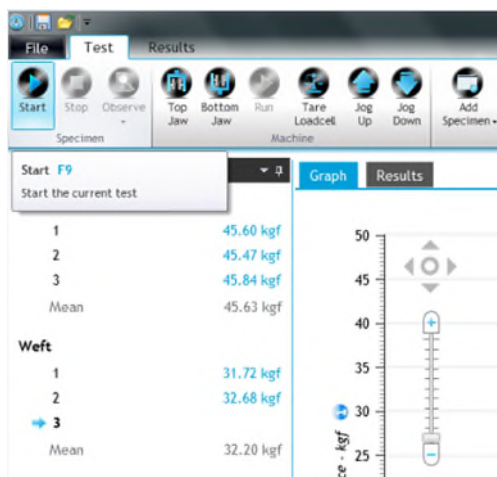 File Test Results
Start Stop Observe Top Jaw Bottom Jaw Run Tare Loadcell Jog Up Jog Down Add Specimen
Specimen Machine
Start F9
Start the current test
Graph Results
1 45.60 kgf
2 45.47 kgf
3 45.84 kgf
Mean 45.63 kgf
Weft
1 31.72 kgf
2 32.68 kgf
3
Mean 32.20 kgf
50
45
40
35
30
25
kgf